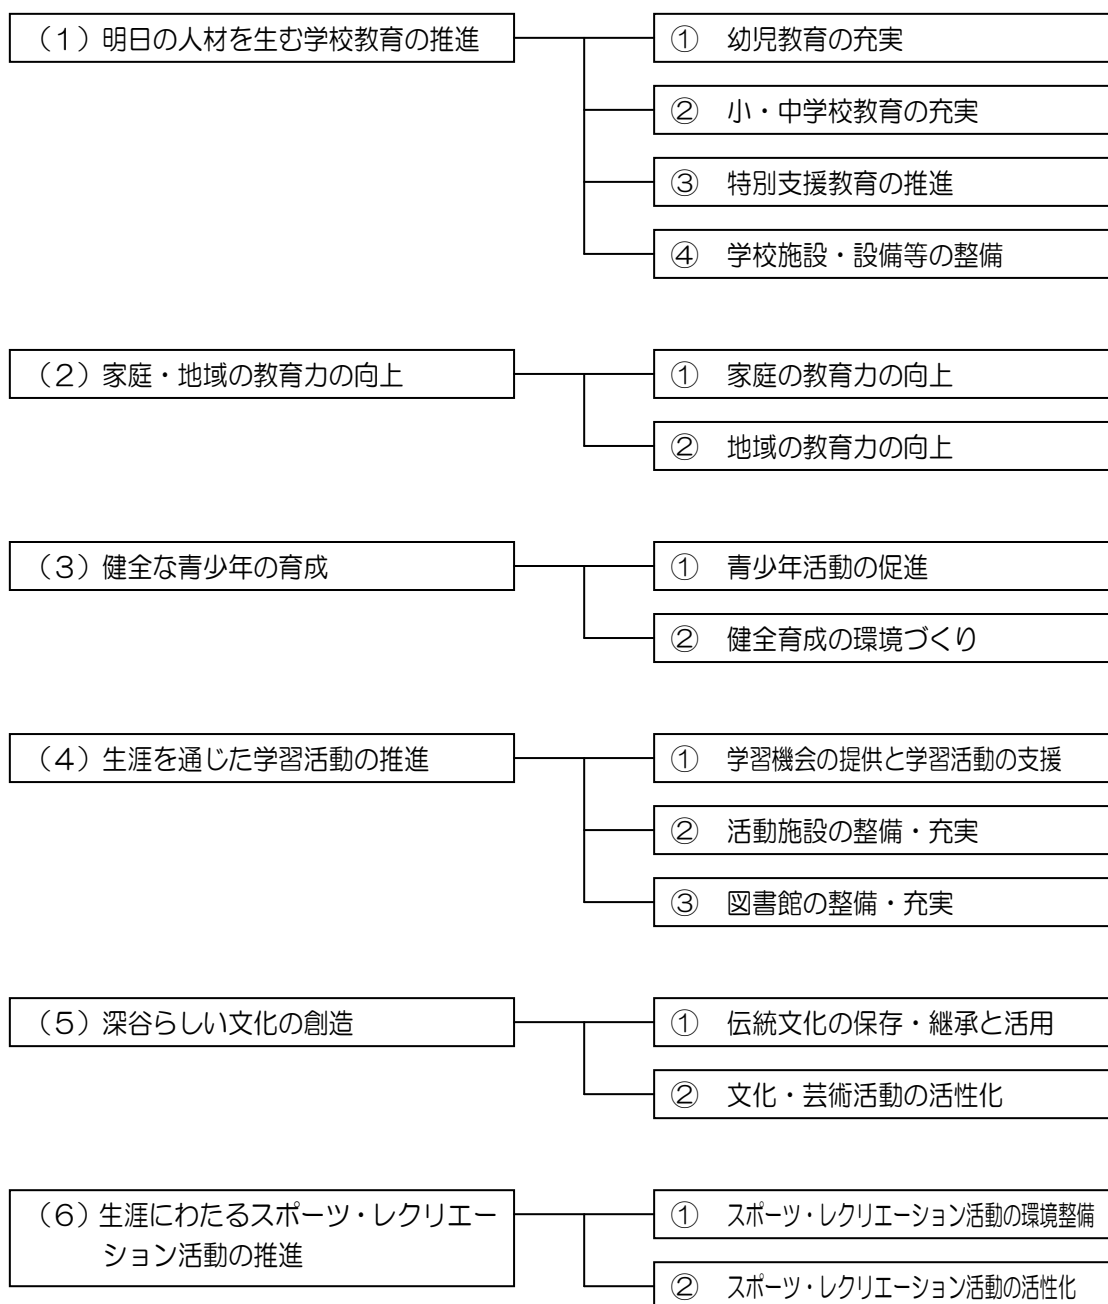 （1）明日の人材を生む学校教育の推進
① 幼児教育の充実
② 小・中学校教育の充実
③ 特別支援教育の推進
④ 学校施設・設備等の整備
（2）家庭・地域の教育力の向上
① 家庭の教育力の向上
② 地域の教育力の向上
（3）健全な青少年の育成
① 青少年活動の促進
② 健全育成の環境づくり
（4）生涯を通じた学習活動の推進
① 学習機会の提供と学習活動の支援
② 活動施設の整備・充実
③ 図書館の整備・充実
（5）深谷らしい文化の創造
① 伝統文化の保存・継承と活用
② 文化・芸術活動の活性化
（6）生涯にわたるスポーツ・レクリエー
ション活動の推進
① スポーツ・レクリエーション活動の環境整備
② スポーツ・レクリエーション活動の活性化